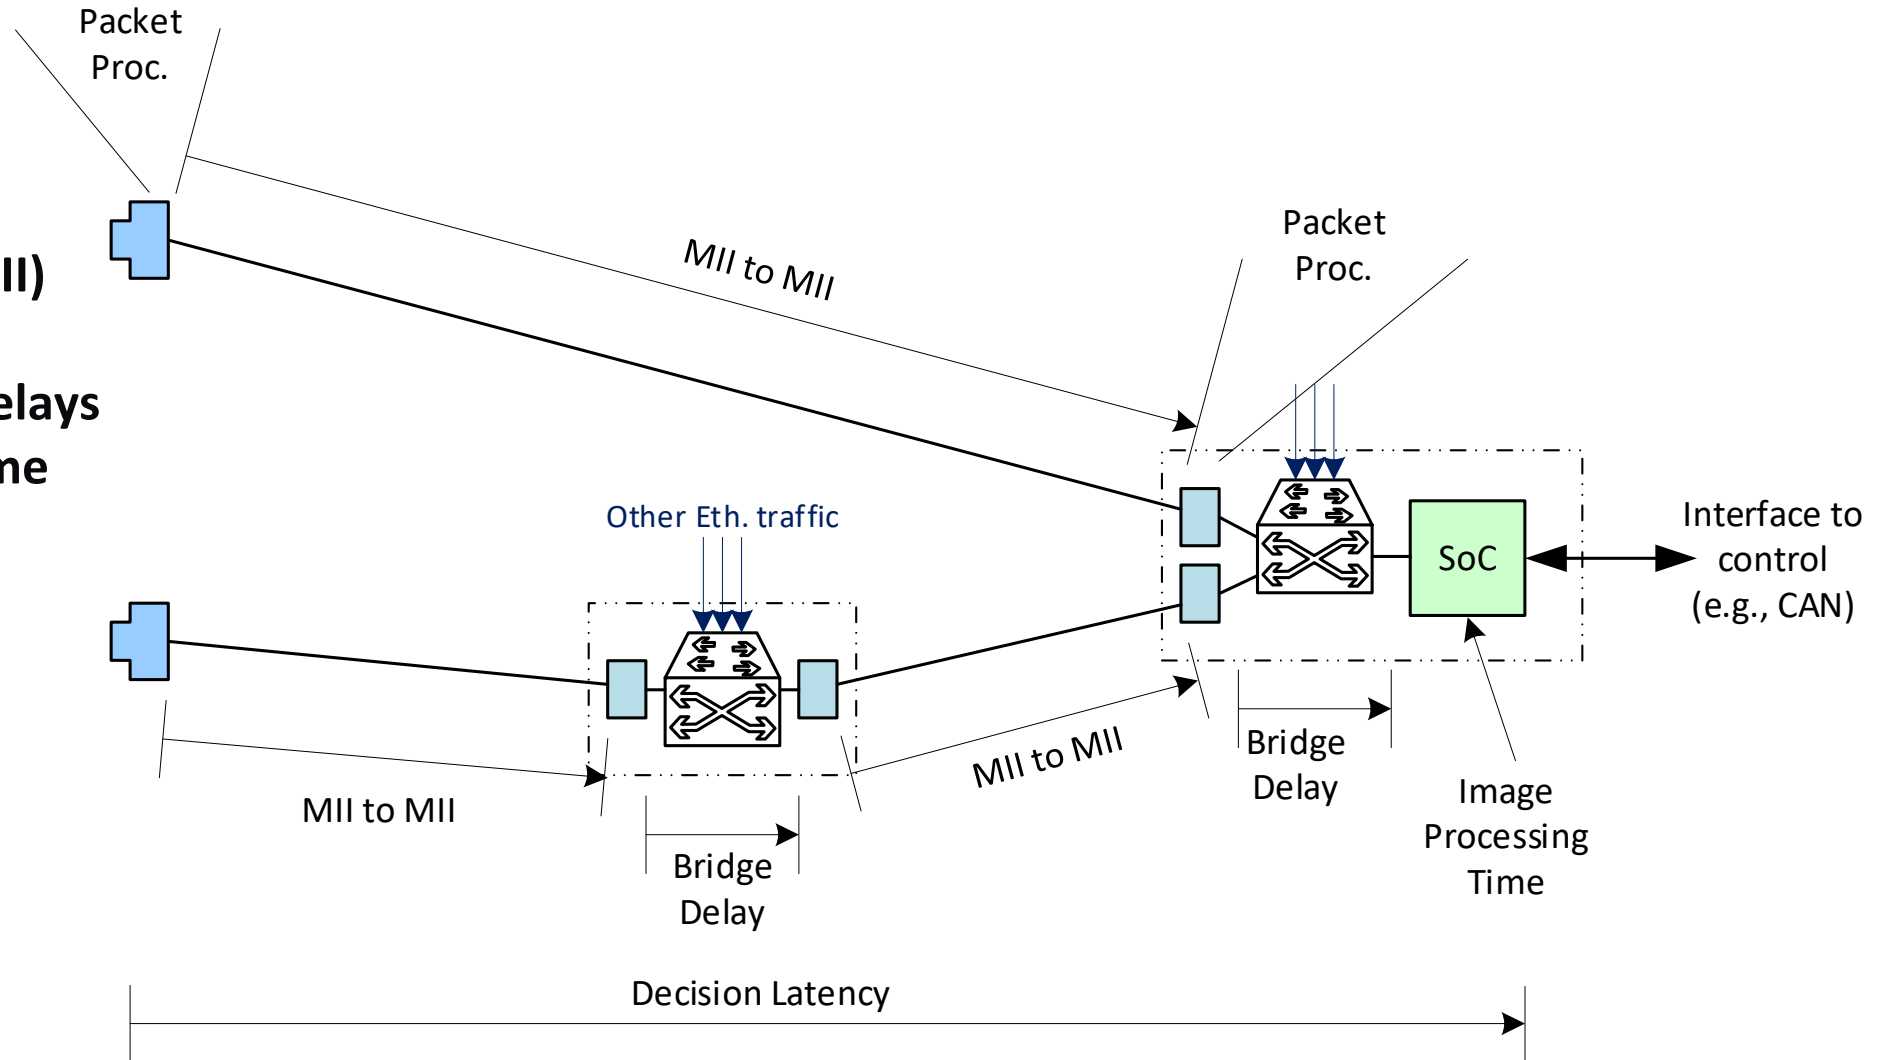 Packet
Proc.
II)
elays
me
MII to MII
Packet
Proc.
Other Eth. traffic
SoC
Interface to
control
(e.g., CAN)
MII to MII
Bridge
Delay
MII to MII
Bridge
Delay
Image
Processing
Time
Decision Latency